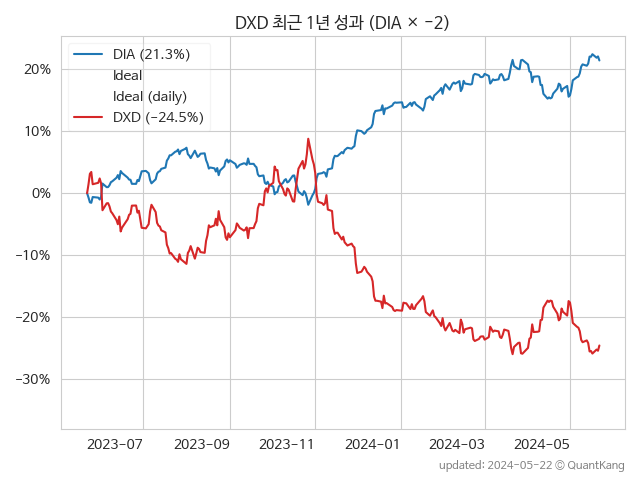 DXD 최근 1년 성과 (DIA × −2)
DIA (21.3%)
Ideal
Ideal (daily)
DXD (−24.5%)
20%
10%
0%
−10%
−20%
−30%
2023−07
2023−09
2023−11
2024−01
2024−03
2024−05
updated: 2024−05−22 © QuantKang